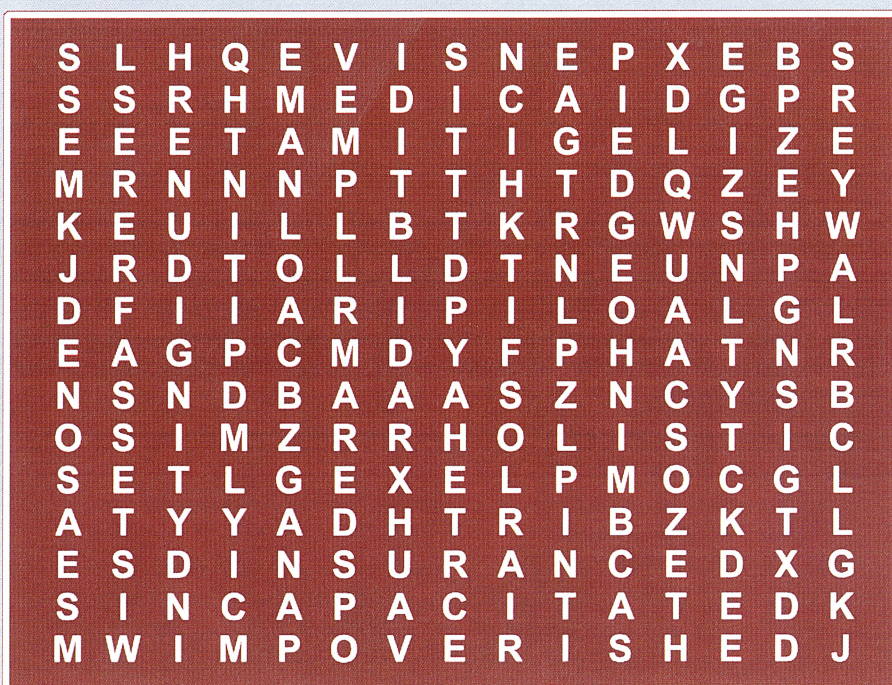 S L H Q E V I S N E P X E B S
S S R H M E D I C A I D G P R
E E E T A M I T I G E L I Z E
M R N N N P T T H T D Q Z E Y
K E U I L L B T K R G W S H W
J R D T O L L D T N E U N P A
D F I I A R I P I L O A L G L
E A G P C M D Y F P H A T N R
N S N D B A A A S Z N C Y S B
O S I M Z R R H O L I S T I C
S E T L G E X E L P M O C G L
A T Y Y A D H T R I B Z K T L
E S D I N S U R A N C E D X G
S I N C A P A C I T A T E D K
M W I M P O V E R I S H E D J